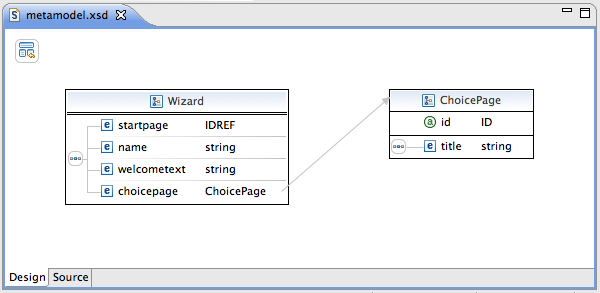 metamodel.xsd
Wizard
startpage IDREF
name string
welcometext string
choicepage ChoicePage
ChoicePage
a id ID
e title string
Design Source